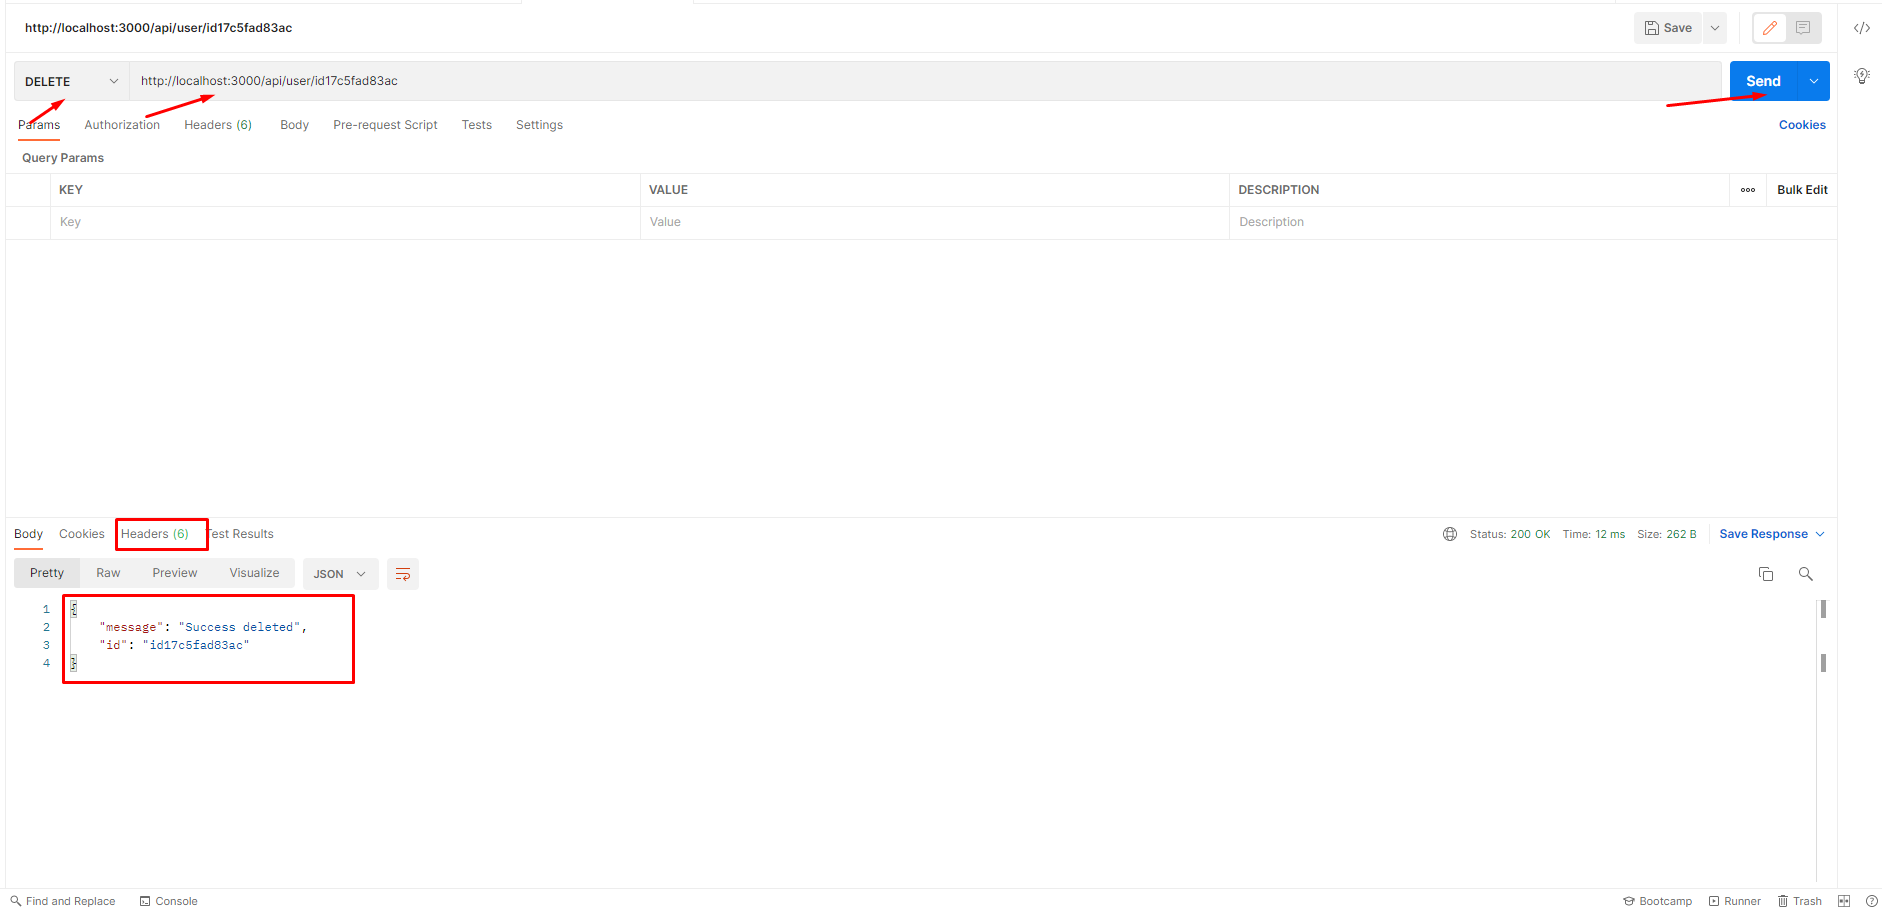 http://localhost:3000/api/user/id17c5fad83ac
Save
DELETE
http://localhost:3000/api/user/id17c5fad83ac
Send
Params
Authorization
Headers (6)
Body
Pre-request Script
Tests
Settings
Cookies
Query Params
KEY
VALUE
DESCRIPTION
Bulk Edit
Key
Value
Description
Body
Cookies
Headers (6)
Test Results
Status: 200 OK
Time: 12 ms
Size: 262 B
Save Response
Pretty
Raw
Preview
Visualize
JSON
1 {
2 "message": "Success deleted",
3 "id": "id17c5fad83ac"
4 }
Find and Replace
Console
Bootcamp
Runner
Trash